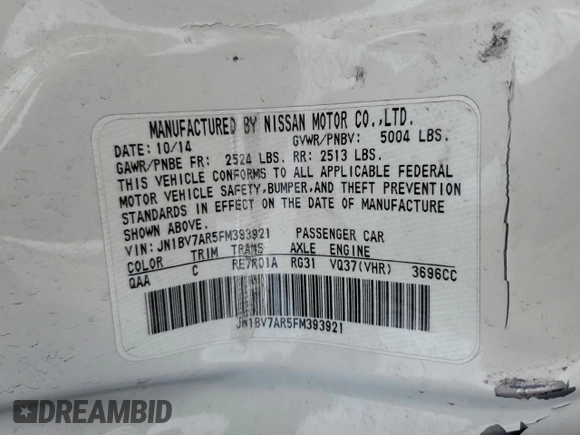 MANUFACTURED BY NISSAN MOTOR CO.,LTD.
DATE: 10/14 GVWR/PNBV: 5004 LBS.
GAWR/PNBE FR: 2524 LBS. RR: 2513 LBS.
THIS VEHICLE CONFORMS TO ALL APPLICABLE FEDERAL
MOTOR VEHICLE SAFETY,BUMPER,AND THEFT PREVENTION
STANDARDS IN EFFECT ON THE DATE OF MANUFACTURE
SHOWN ABOVE.
VIN:JN1BV7AR5FM393921 PASSENGER CAR
COLOR TRIM TRANS AXLE ENGINE
QAA C RE7R01A RG31 VQ37(VHR) 3696CC
JN1BV7AR5FM393921
DREAMBID